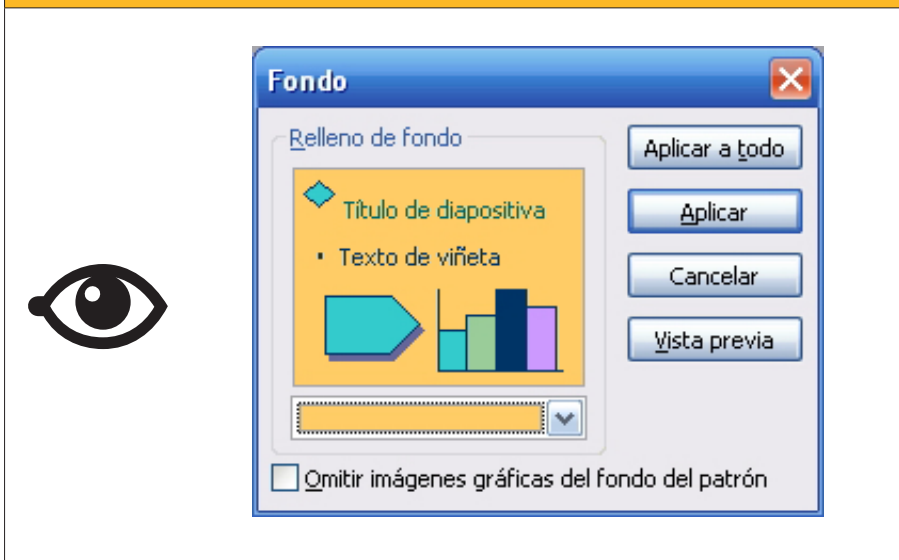 Fondo
Relleno de fondo
Título de diapositiva
• Texto de viñeta
Aplicar a todo
Aplicar
Cancelar
Vista previa
Omitir imágenes gráficas del fondo del patrón